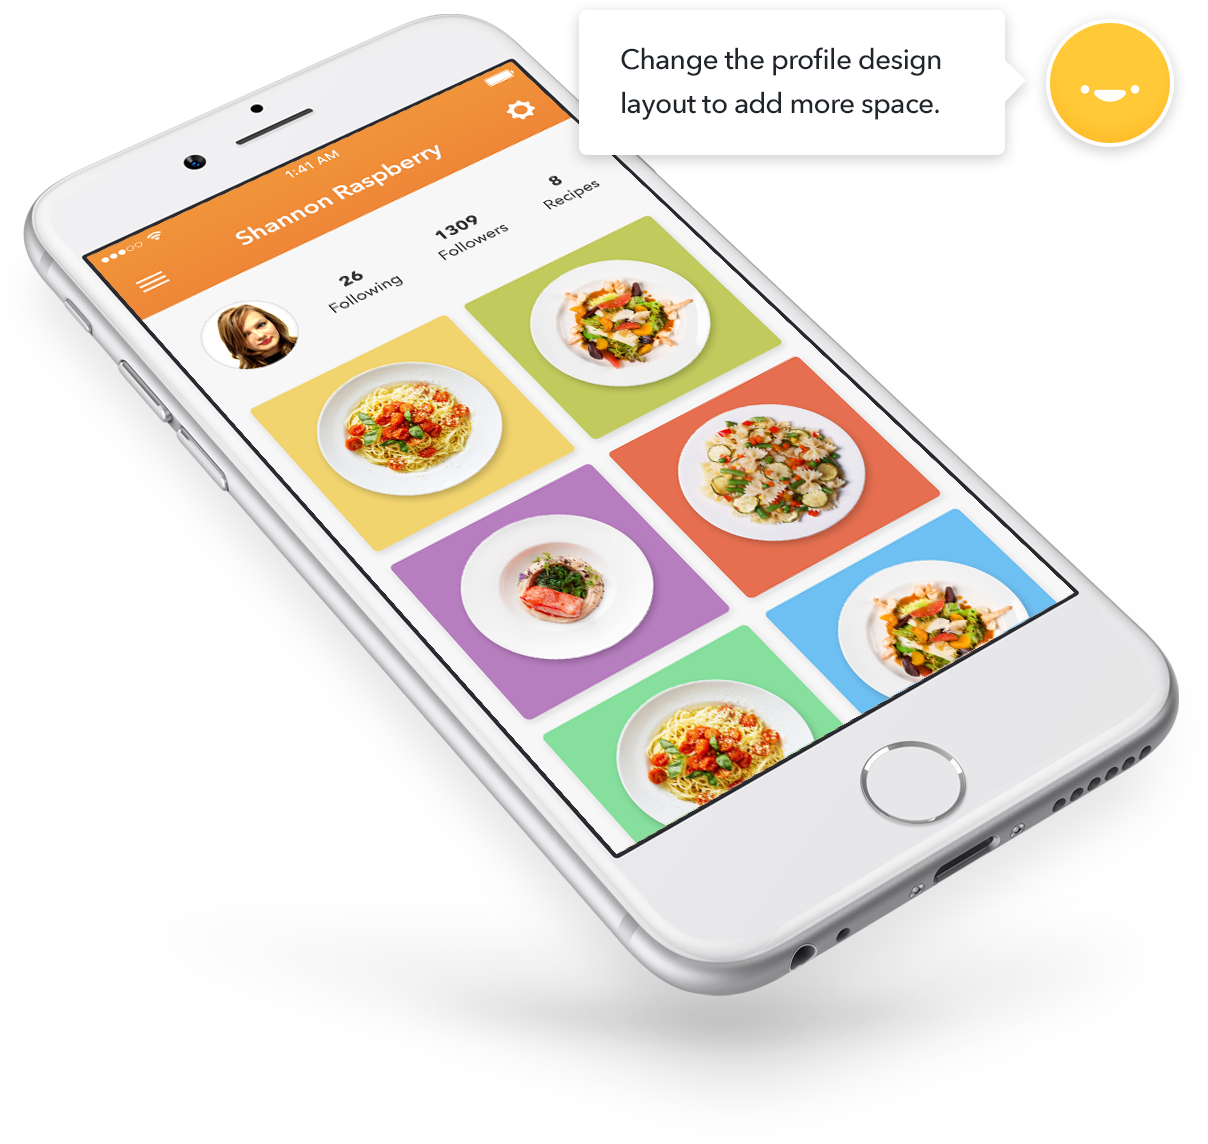 Change the profile design
layout to add more space.
1:41 AM
Shannon Raspberry
26
Following
1309
Followers
8
Recipes